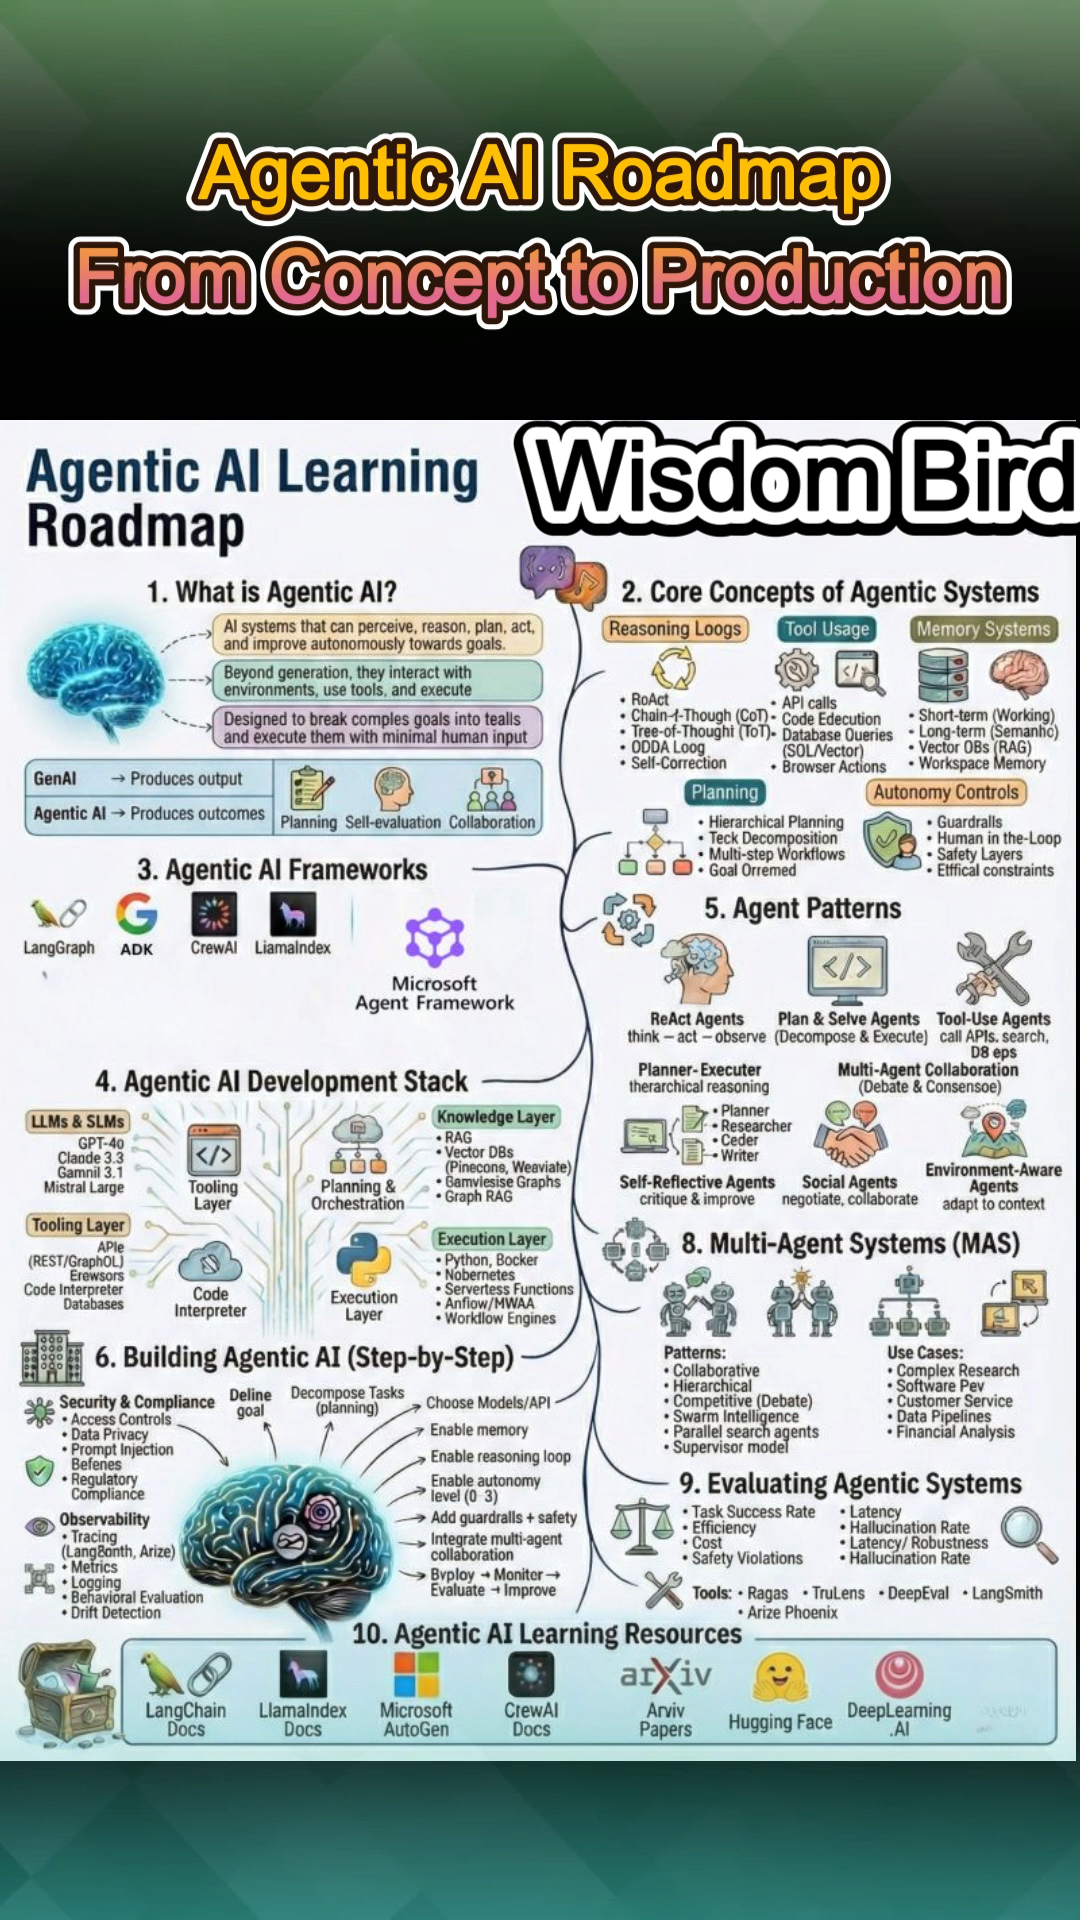 Agentic AI Roadmap
From Concept to Production
Wisdom Bird
Agentic AI Learning
Roadmap
1. What is Agentic AI?
AI systems that can perceive, reason, plan, act,
and improve autonomously towards goals.
Beyond generation, they interact with
environments, use tools, and execute
Designed to break comples goals into tealls
and execute them with minimal human input
GenAI → Produces output
Agentic AI → Produces outcomes
Planning Sell-evaluation Collaboration
2. Core Concepts of Agentic Systems
Reasoning Loogs
• RoAct
• Chain-f-Though (CoT)
• Tree-of-Thought (ToT)
• ODDA Loog
• Self-Correction
Tool Usage
• API calls
• Code Edecution
• Database Oueries
(SOL/Vector)
• Browser Actions
Memory Systems
• Short-term (Working)
• Long-term (Semantic)
• Vector OBs (RAG)
• Workspace Memory
Planning
• Hierarchical Planning
• Teck Decomposition
• Multi-step Workflows
• Goal Orremed
Autonomy Controls
• Guardralls
• Human in the-Loop
• Safety Layers
• Etffical constraints
3. Agentic AI Frameworks
LangGraph
ADK
CrewAI
LiamaIndex
Microsoft
Agent Framework
4. Agentic AI Development Stack
LLMs & SLMs
GPT-4o
Claude 3.3
Gamnil 3.1
Mistral Large
Tooling
Layer
Planning &
Orchestration
Knowledge Layer
• RAG
• Vector DBs
(Pinecons, Weaviate)
• Bamvlesise Graphs
• Graph RAG
Tooling Layer
APIe
(REST/GraphOL)
Erewsors
Code Interpreter
Databases
Code
Interpreter
Execution
Layer
Execution Layer
• Python, Bocker
• Nobernetes
• Servertess Functions
• Anfiow/MWAA
• Workllow Engines
5. Agent Patterns
ReAct Agents
think – act – observe
Plan & Selve Agents
(Decompose & Execute)
Tool-Use Agents
call APIs. search,
D8 eps
Planner-Executer
therarchical reasoning
• Planner
• Researcher
• Ceder
• Writer
Multi-Agent Collaboration
(Debate & Consensoe)
Self-Reflective Agents
critique & improve
Social Agents
negotiate, collaborate
Environment-Aware
Agents
adapt to context
6. Building Agentic AI (Step-by-Step)
Security & Compliance
• Access Controls
• Data Privacy
• Prompt Injection
Befenes
• Regulatory
Compliance
Observability
• Tracing
(Lang8onth, Arize)
• Metrics
• Logging
• Behavioral Evaluation
• Drift Detection
Define
goal
Decompose Tasks
(planning)
Choose Models/API
Enable memory
Enable reasoning loop
Enable autonomy
level (0 3)
Add guardralls + safety
Integrate multi-agent
collaboration
Bvploy → Moniter →
Evaluate → Improve
8. Multi-Agent Systems (MAS)
Patterns:
• Collaborative
• Hierarchical
• Competitive (Debate)
• Swarm Intelligence
• Parallel search agents
• Supervisor model
Use Cases:
• Complex Research
• Software Pev
• Customer Service
• Data Pipelines
• Financial Analysis
9. Evaluating Agentic Systems
• Task Success Rate
• Efficiency
• Cost
• Safety Violations
• Latency
• Hallucination Rate
• Latency/ Robustness
• Hallucination Rate
Tools: • Ragas • TruLens • DeepEval • LangSmith
• Arize Phoenix
10. Agentic AI Learning Resources
LangChain
Docs
LlamaIndex
Docs
Microsoft
AutoGen
CrewAI
Docs
arXiv
Arviv
Papers
Hugging Face
DeepLearning
.AI